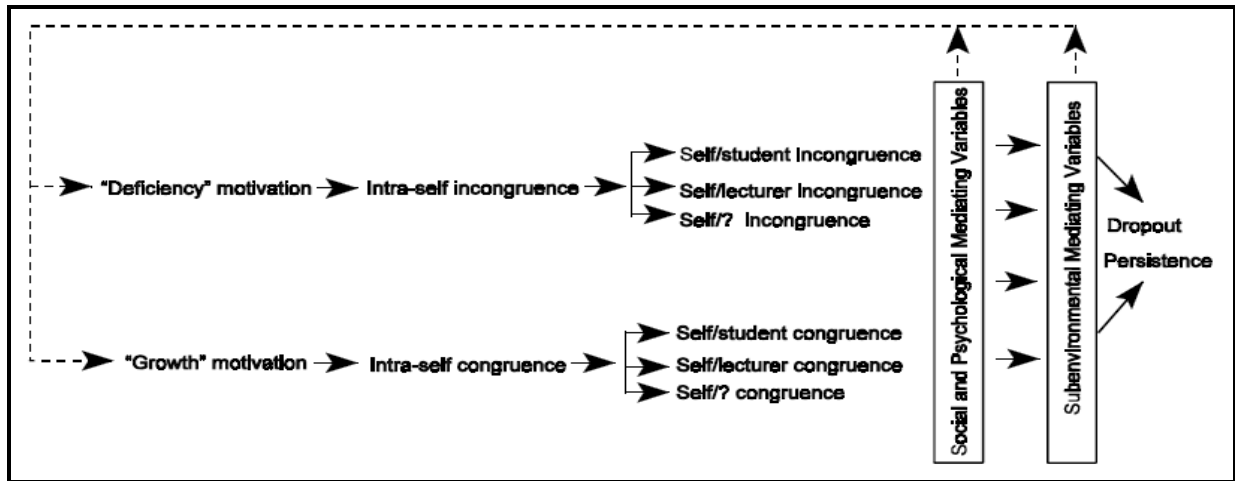 Self/student Incongruence
"Deficiency" motivation
Intra-self incongruence
Self/lecturer Incongruence
Self/? Incongruence
"Growth" motivation
Intra-self congruence
Self/student congruence
Self/lecturer congruence
Self/? congruence
Social and Psychological Mediating Variables
Subenvironmental Mediating Variables
Dropout
Persistence